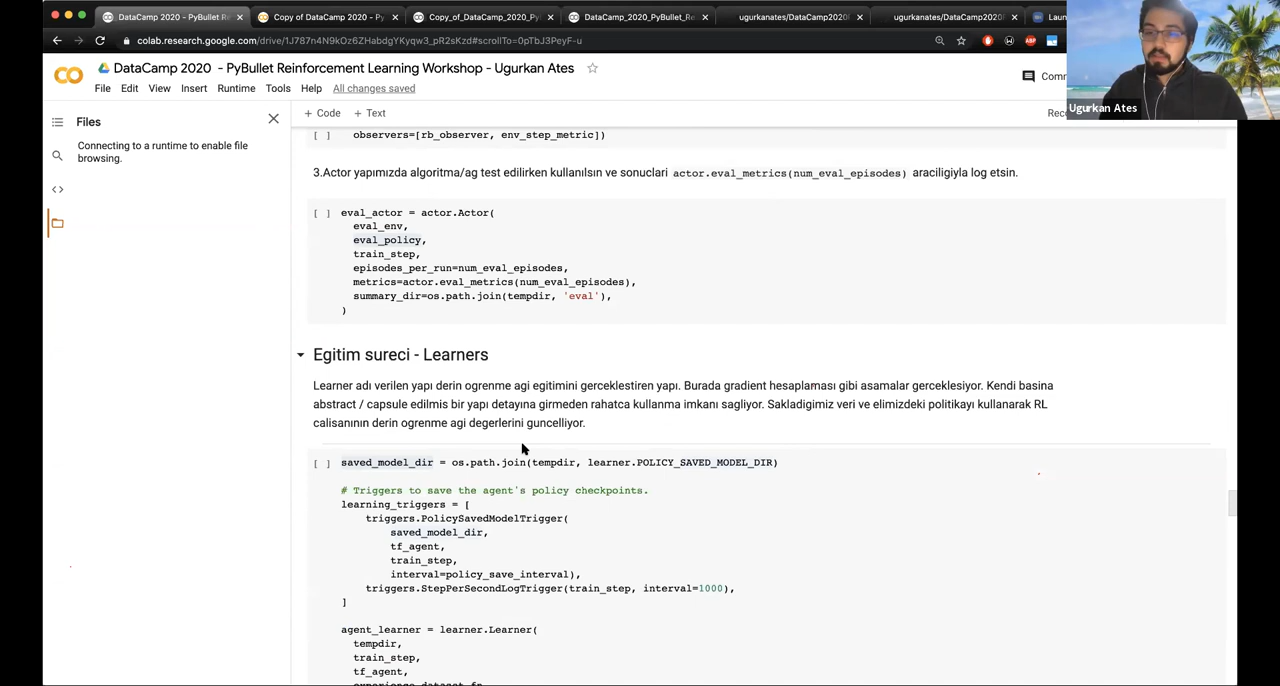 DataCamp 2020 - PyBullet R
Copy of DataCamp 2020 - Py
Copy_of_DataCamp_2020_Py
DataCamp_2020_PyBullet_Re
ugurkanates/DataCamp2020
ugurkanates/DataCamp2020
Laun
colab.research.google.com/drive/1J787n4N9kOz6ZHabdgYKyqw3_pR2sKzd#scrollTo=0pTbJ3PeyF-u
DataCamp 2020 - PyBullet Reinforcement Learning Workshop - Ugurkan Ates
File Edit View Insert Runtime Tools Help All changes saved
Comm
Ugurkan Ates
Files
+ Code + Text
Rec
Connecting to a runtime to enable file
browsing.
[ ] observers=[rb_observer, env_step_metric])
3.Actor yapımızda algoritma/ag test edilirken kullanılsın ve sonuclari actor.eval_metrics(num_eval_episodes) araciligiyla log etsin.
[ ] eval_actor = actor.Actor(
eval_env,
eval_policy,
train_step,
episodes_per_run=num_eval_episodes,
metrics=actor.eval_metrics(num_eval_episodes),
summary_dir=os.path.join(tempdir, 'eval'),
)
Egitim sureci - Learners
Learner adı verilen yapı derin ogrenme agi egitimini gerceklestiren yapı. Burada gradient hesaplaması gibi asamalar gerceklesiyor. Kendi basina
abstract / capsule edilmis bir yapı detayına girmeden rahatca kullanma imkanı sagliyor. Sakladigimiz veri ve elimizdeki politikayı kullanarak RL
calisanının derin ogrenme agi degerlerini guncelliyor.
[ ] saved_model_dir = os.path.join(tempdir, learner.POLICY_SAVED_MODEL_DIR)
# Triggers to save the agent's policy checkpoints.
learning_triggers = [
triggers.PolicySavedModelTrigger(
saved_model_dir,
tf_agent,
train_step,
interval=policy_save_interval),
triggers.StepPerSecondLogTrigger(train_step, interval=1000),
]
agent_learner = learner.Learner(
tempdir,
train_step,
tf_agent,
experience_dataset_fn,